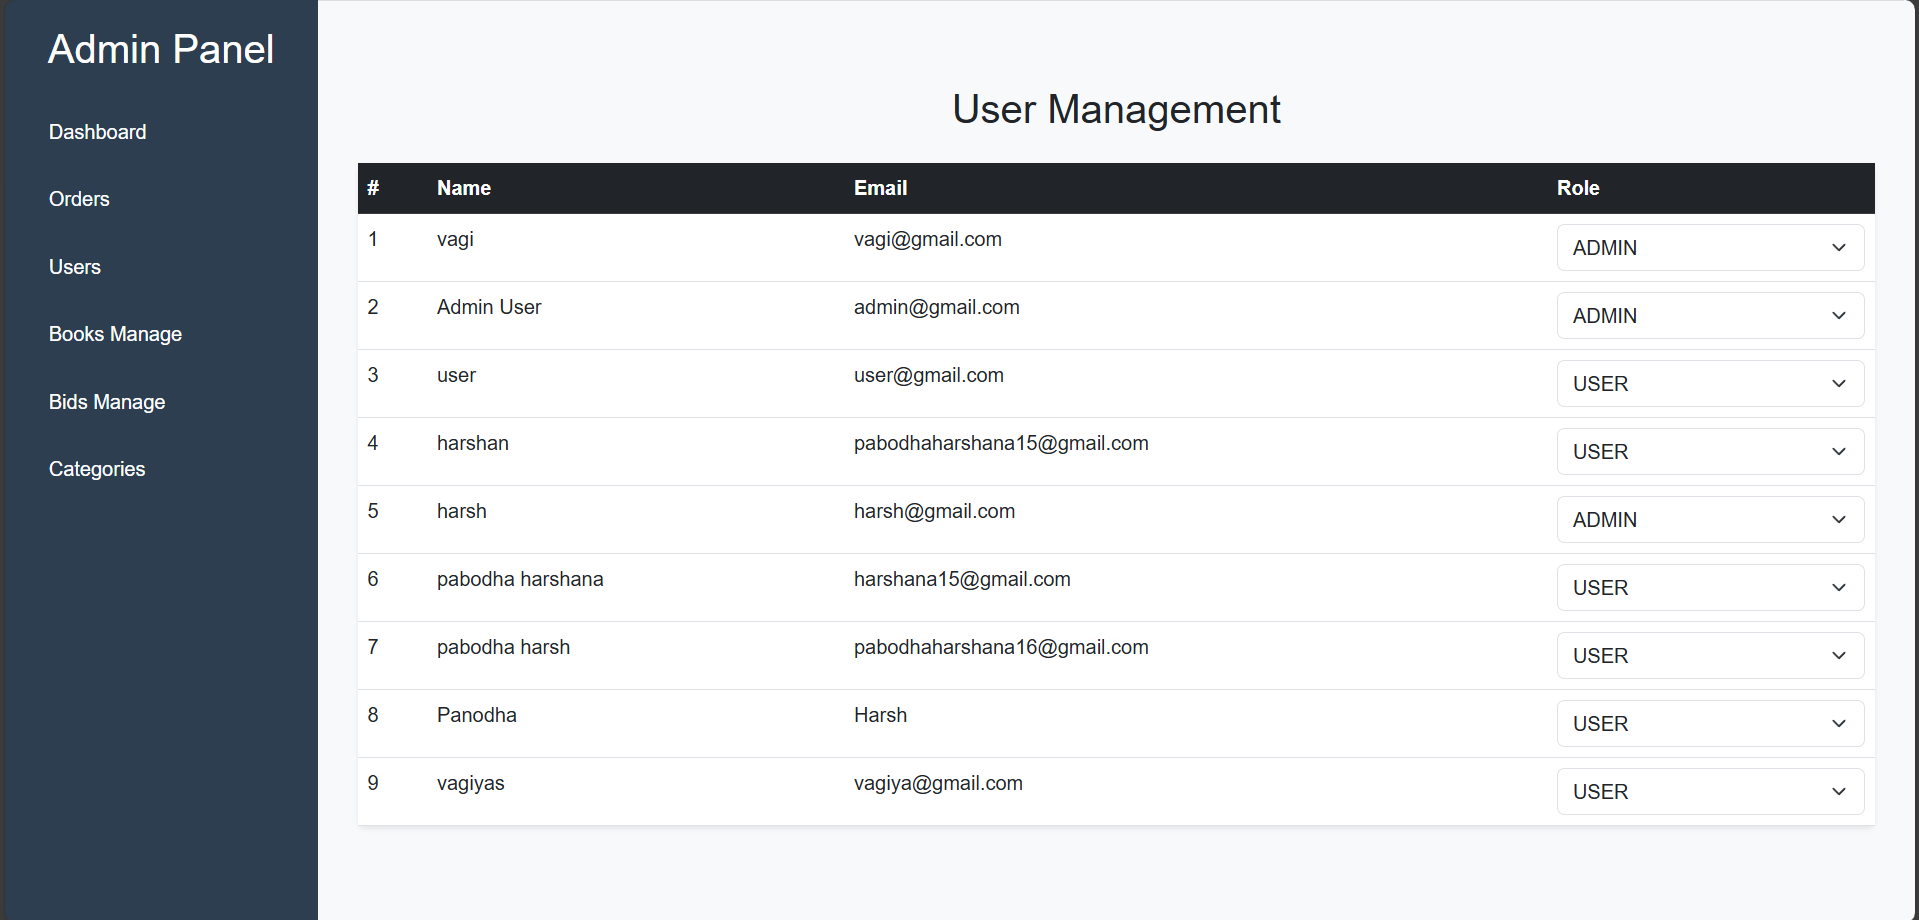 Admin Panel
Dashboard
Orders
Users
Books Manage
Bids Manage
Categories
User Management
# Name Email Role
1 vagi vagi@gmail.com ADMIN
2 Admin User admin@gmail.com ADMIN
3 user user@gmail.com USER
4 harshan pabodhaharshana15@gmail.com USER
5 harsh harsh@gmail.com ADMIN
6 pabodha harshana harshana15@gmail.com USER
7 pabodha harsh pabodhaharshana16@gmail.com USER
8 Panodha Harsh USER
9 vagiyas vagiya@gmail.com USER